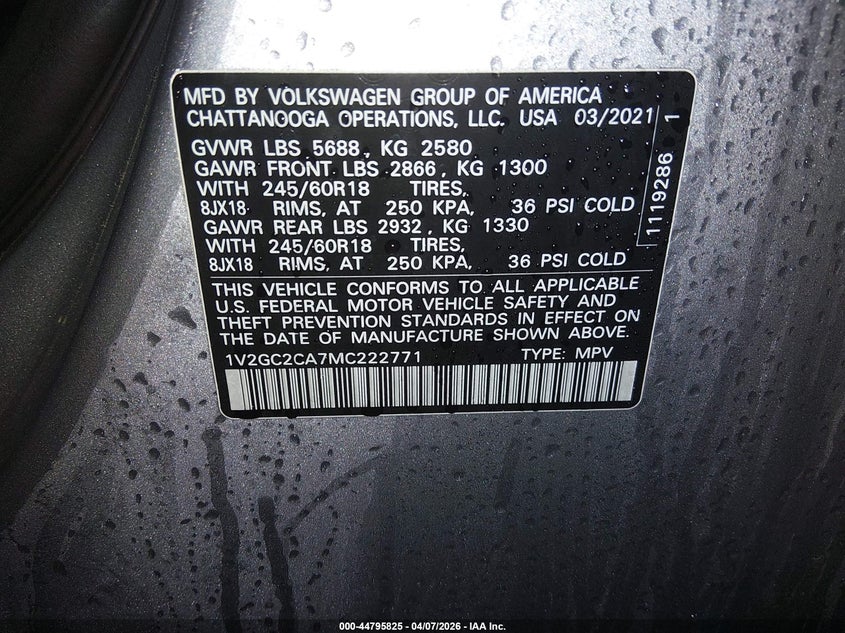 MFD BY VOLKSWAGEN GROUP OF AMERICA
CHATTANOOGA OPERATIONS, LLC. USA 03/2021
GVWR LBS 5688, KG 2580
GAWR FRONT LBS 2866, KG 1300
WITH 245/60R18 TIRES,
8JX18 RIMS, AT 250 KPA, 36 PSI COLD
GAWR REAR LBS 2932, KG 1330
WITH 245/60R18 TIRES,
8JX18 RIMS, AT 250 KPA, 36 PSI COLD
1119286 1
THIS VEHICLE CONFORMS TO ALL APPLICABLE
U.S. FEDERAL MOTOR VEHICLE SAFETY AND
THEFT PREVENTION STANDARDS IN EFFECT ON
THE DATE OF MANUFACTURE SHOWN ABOVE.
1V2GC2CA7MC222771 TYPE: MPV
000-44795825 - 04/07/2026 - IAA Inc.